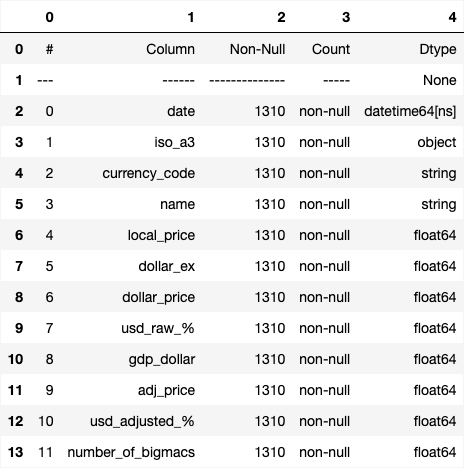 0 1 2 3 4
0 # Column Non-Null Count Dtype
1 --- ------ -------------- ----- None
2 0 date 1310 non-null datetime64[ns]
3 1 iso_a3 1310 non-null object
4 2 currency_code 1310 non-null string
5 3 name 1310 non-null string
6 4 local_price 1310 non-null float64
7 5 dollar_ex 1310 non-null float64
8 6 dollar_price 1310 non-null float64
9 7 usd_raw_% 1310 non-null float64
10 8 gdp_dollar 1310 non-null float64
11 9 adj_price 1310 non-null float64
12 10 usd_adjusted_% 1310 non-null float64
13 11 number_of_bigmacs 1310 non-null float64